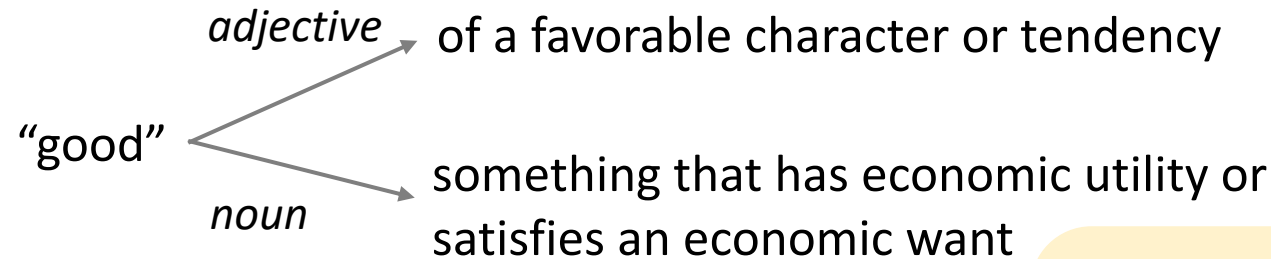 adjective
of a favorable character or tendency
“good”
something that has economic utility or
noun
satisfies an economic want